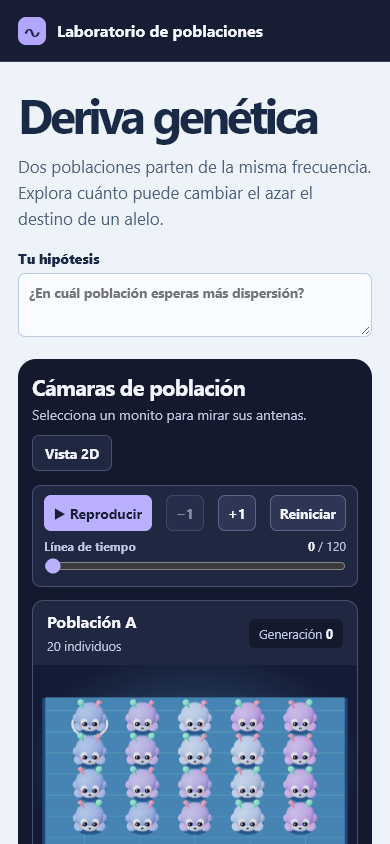 Laboratorio de poblaciones
Deriva genética
Dos poblaciones parten de la misma frecuencia.
Explora cuánto puede cambiar el azar el
destino de un alelo.
Tu hipótesis
¿En cuál población esperas más dispersión?
Cámaras de población
Selecciona un monito para mirar sus antenas.
Vista 2D
▶ Reproducir −1 +1 Reiniciar
Línea de tiempo 0 / 120
Población A
20 individuos
Generación 0